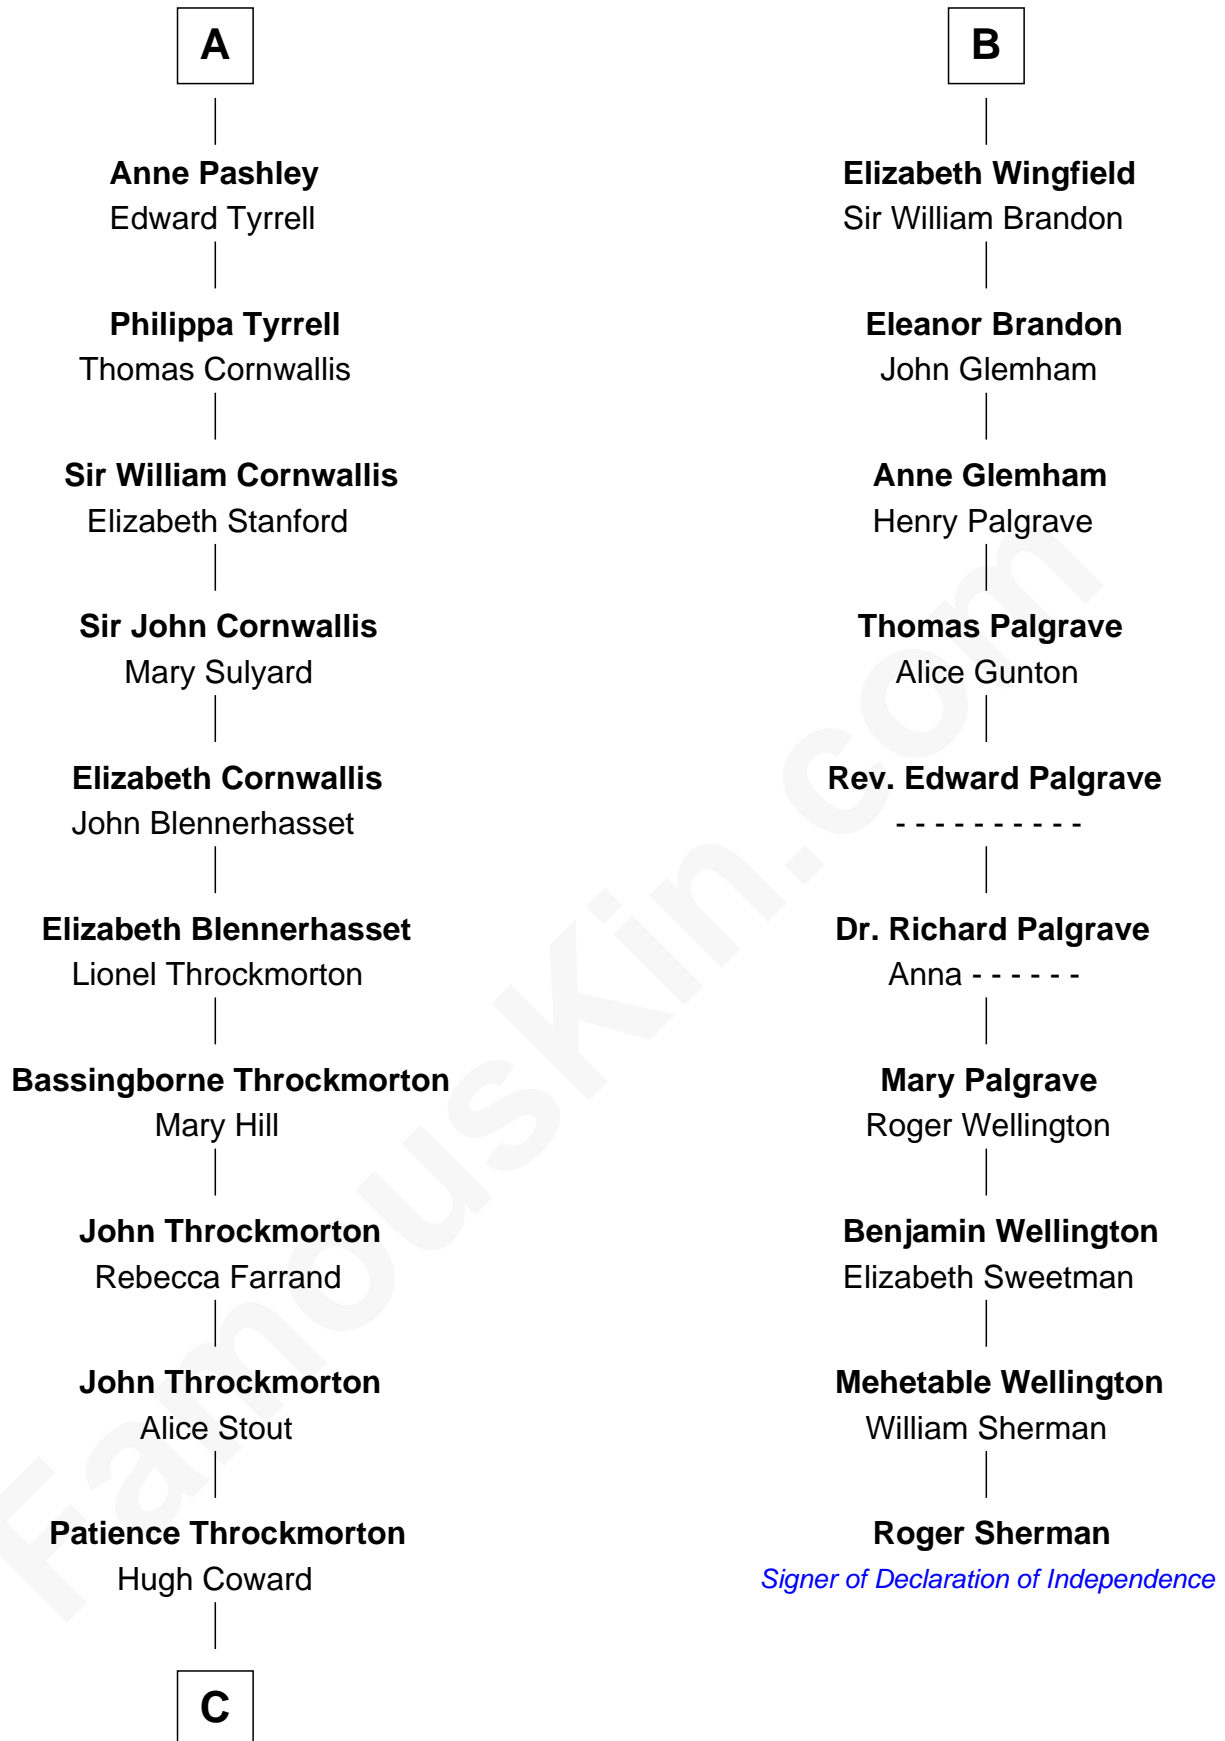 A
Anne Pashley
Edward Tyrrell
Philippa Tyrrell
Thomas Cornwallis
Sir William Cornwallis
Elizabeth Stanford
Sir John Cornwallis
Mary Sulyard
Elizabeth Cornwallis
John Blennerhasset
Elizabeth Blennerhasset
Lionel Throckmorton
Bassingborne Throckmorton
Mary Hill
John Throckmorton
Rebecca Farrand
John Throckmorton
Alice Stout
Patience Throckmorton
Hugh Coward
C
B
Elizabeth Wingfield
Sir William Brandon
Eleanor Brandon
John Glemham
Anne Glemham
Henry Palgrave
Thomas Palgrave
Alice Gunton
Rev. Edward Palgrave
- - - - - - - - - -
Dr. Richard Palgrave
Anna - - - - - -
Mary Palgrave
Roger Wellington
Benjamin Wellington
Elizabeth Sweetman
Mehetable Wellington
William Sherman
Roger Sherman
Signer of Declaration of Independence
FamousKin.com